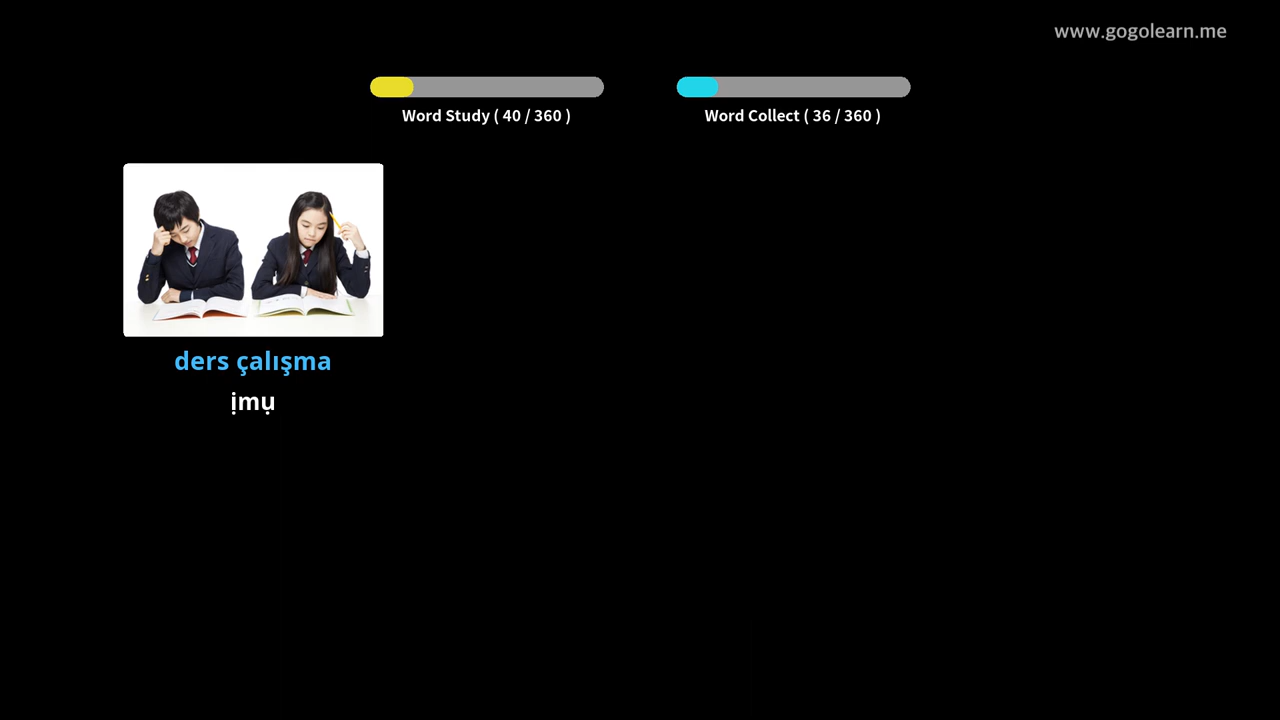 www.gogolearn.me
Word Study ( 40 / 360 )
Word Collect ( 36 / 360 )
ders çalışma
ịmụ